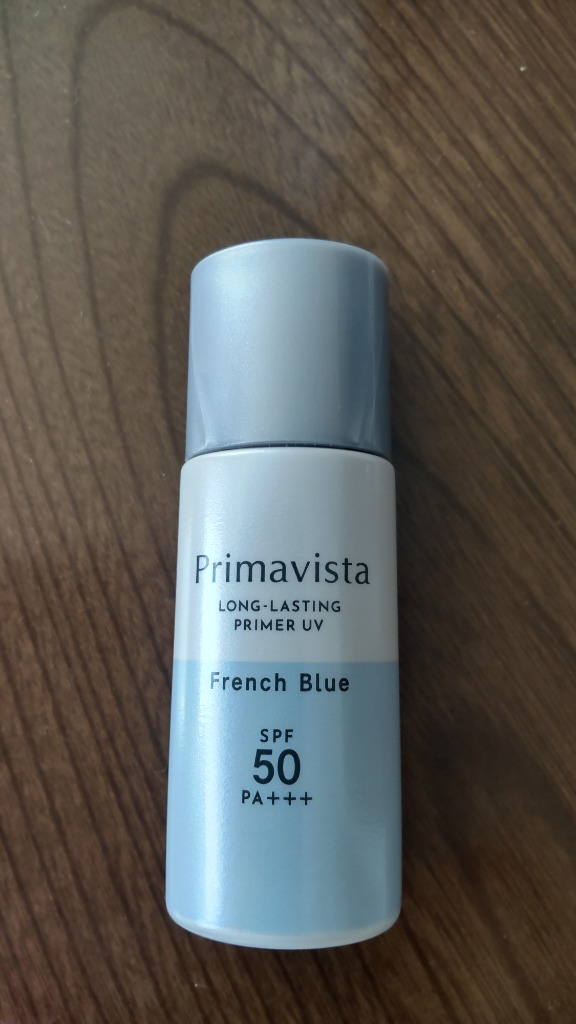 Primavista
LONG-LASTING
PRIMER UV
French Blue
SPF
50
PA+++